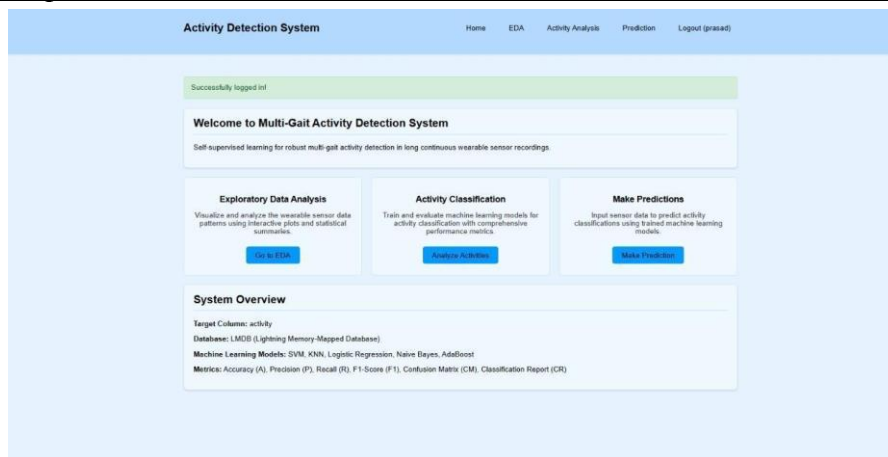 Activity Detection System
Home EDA Activity Analysis Prediction Logout (prasad)
Successfully logged in!
Welcome to Multi-Gait Activity Detection System
Self-supervised learning for robust multi-gait activity detection in long continuous wearable sensor recordings.
Exploratory Data Analysis
Visualize and analyze the wearable sensor data
patterns using interactive plots and statistical
summaries.
Go to EDA
Activity Classification
Train and evaluate machine learning models for
activity classification with comprehensive
performance metrics.
Analyze Activities
Make Predictions
Input sensor data to predict activity
classifications using trained machine learning
models.
Make Prediction
System Overview
Target Column: activity
Database: LMDB (Lightning Memory-Mapped Database)
Machine Learning Models: SVM, KNN, Logistic Regression, Naive Bayes, AdaBoost
Metrics: Accuracy (A), Precision (P), Recall (R), F1-Score (F1), Confusion Matrix (CM), Classification Report (CR)